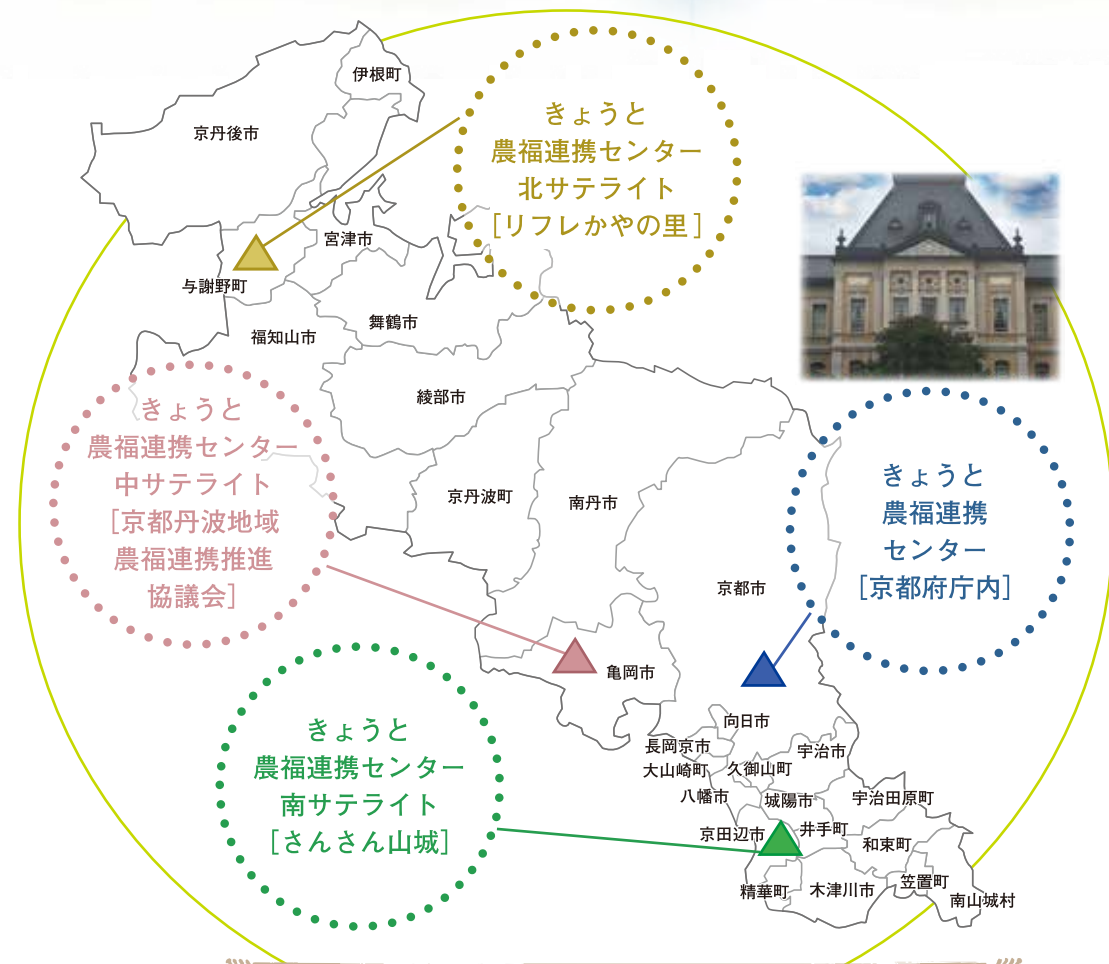 伊根町
京丹後市
きょうと
農福連携センター
北サテライト
[リフレかやの里]
宮津市
与謝野町
舞鶴市
福知山市
綾部市
きょうと
農福連携センター
中サテライト
[京都丹波地域
農福連携推進
協議会]
京丹波町
南丹市
きょうと
農福連携
センター
[京都府庁内]
京都市
亀岡市
向日市
長岡京市
宇治市
大山崎町
久御山町
八幡市
城陽市
宇治田原町
京田辺市
井手町
和束町
きょうと
農福連携センター
南サテライト
[さんさん山城]
精華町
木津川市
笠置町
南山城村